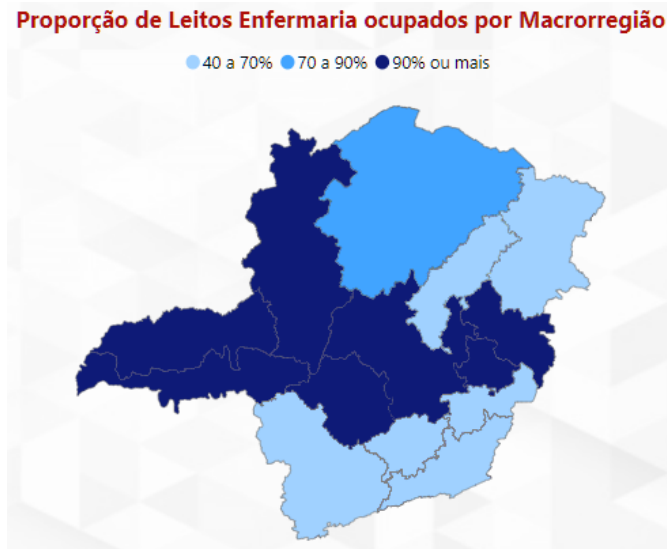 Proporção de Leitos Enfermaria ocupados por Macrorregião
40 a 70% 70 a 90% 90% ou mais